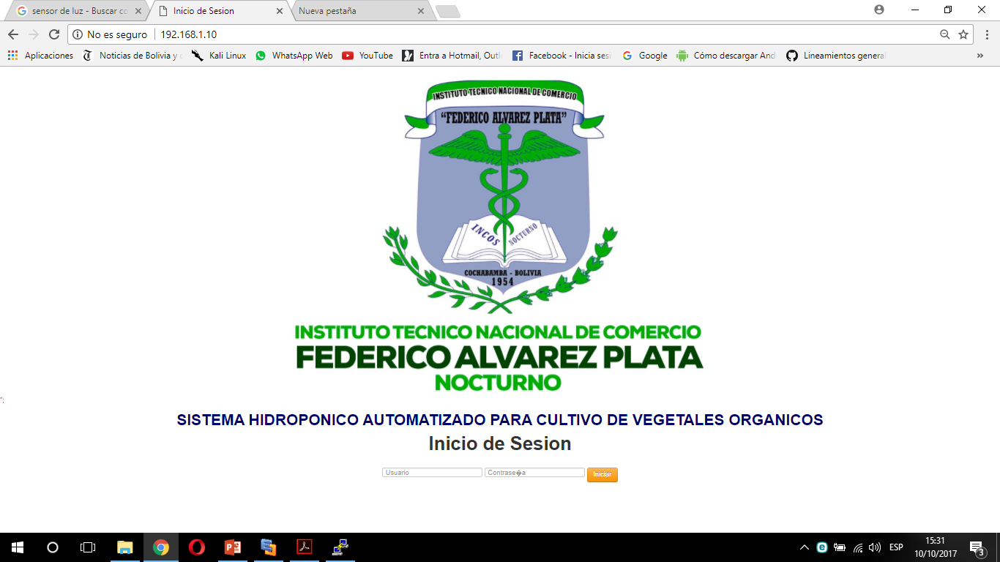 sensor de luz - Buscar co
Inicio de Sesion
Nueva pestaña
No es seguro
192.168.1.10
Aplicaciones
Noticias de Bolivia y
Kali Linux
WhatsApp Web
YouTube
Entra a Hotmail, Outl
Facebook - Inicia sesi
Google
Cómo descargar And
Lineamientos general
»
INSTITUTO TECNICO NACIONAL DE COMERCIO
“FEDERICO ALVAREZ PLATA”
INCOS
NOCTURNO
COCHABAMBA - BOLIVIA
1954
INSTITUTO TECNICO NACIONAL DE COMERCIO
FEDERICO ALVAREZ PLATA
NOCTURNO
";
SISTEMA HIDROPONICO AUTOMATIZADO PARA CULTIVO DE VEGETALES ORGANICOS
Inicio de Sesion
Usuario
Contrase�a
Iniciar
ESP
15:31
10/10/2017
3